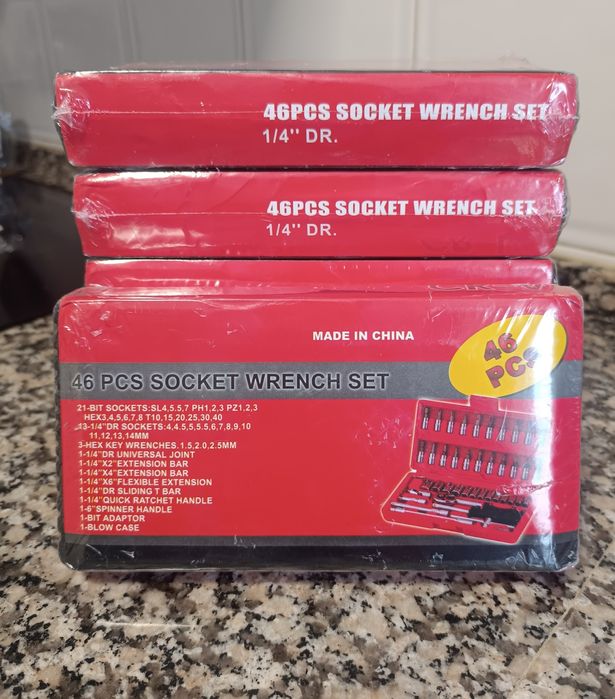 46PCS SOCKET WRENCH SET
1/4'' DR.
46PCS SOCKET WRENCH SET
1/4'' DR.
MADE IN CHINA
46
PCS
46 PCS SOCKET WRENCH SET
21-BIT SOCKETS:SL4,5.5,7 PH1,2,3 PZ1,2,3
HEX3,4,5,6,7,8 T10,15,20,25,30,40
13-1/4"DR SOCKETS:4,4.5,5,5.5,6,7,8,9,10
11,12,13,14MM
3-HEX KEY WRENCHES.1.5,2.0,2.5MM
1-1/4"DR UNIVERSAL JOINT
1-1/4"X2"EXTENSION BAR
1-1/4"X4"EXTENSION BAR
1-1/4"X6"FLEXIBLE EXTENSION
1-1/4"DR SLIDING T BAR
1-1/4"QUICK RATCHET HANDLE
1-6"SPINNER HANDLE
1-BIT ADAPTOR
1-BLOW CASE